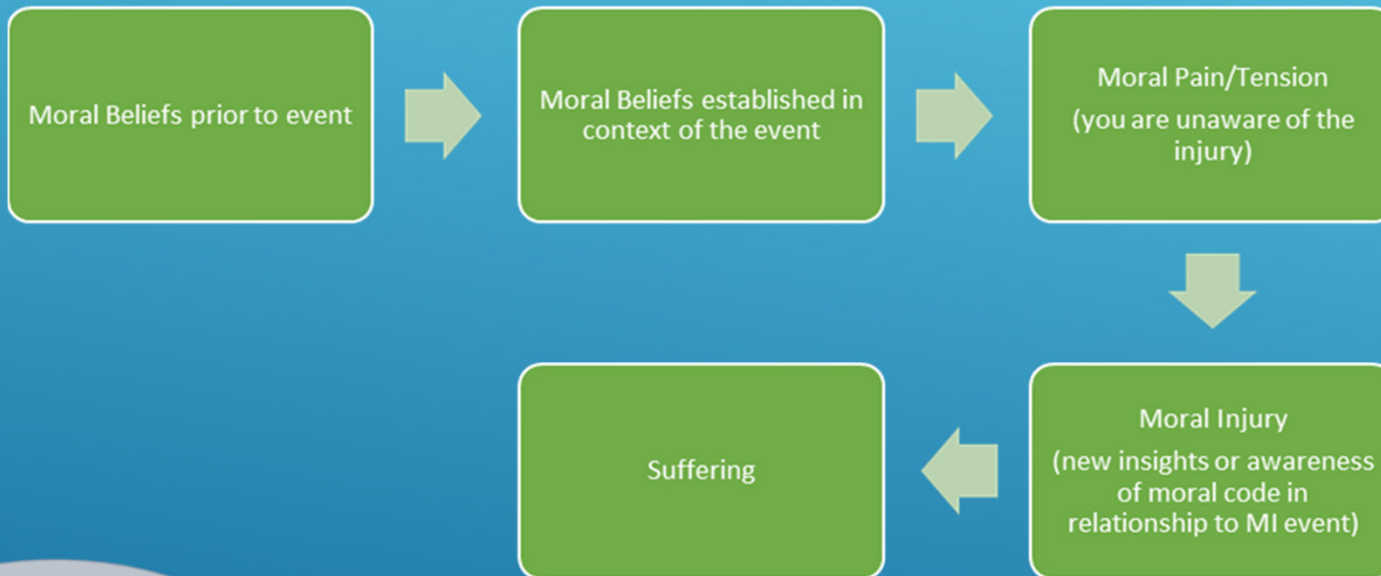 Moral Beliefs prior to event
Moral Beliefs established in
context of the event
Moral Pain/Tension
(you are unaware of the
injury)
Moral Injury
(new insights or awareness
of moral code in
relationship to MI event)
Suffering